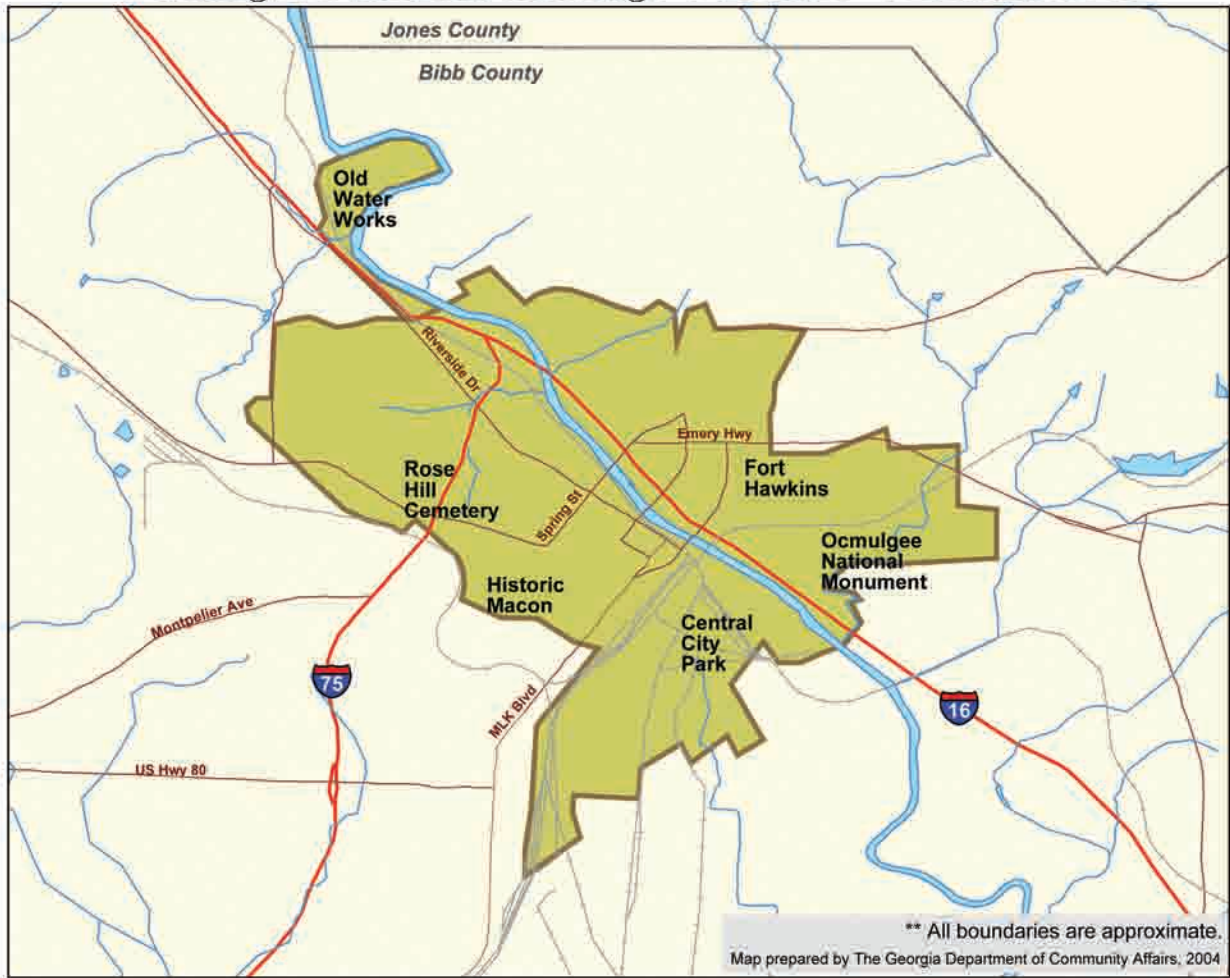 Jones County
Bibb County
Old
Water
Works
Riverside Dr
Emery Hwy
Rose
Hill
Cemetery
Spring St
Fort
Hawkins
Ocmulgee
National
Monument
Historic
Macon
Montpelier Ave
Central
City
Park
75
MLK Blvd
16
US Hwy 80
** All boundaries are approximate.
Map prepared by The Georgia Department of Community Affairs, 2004